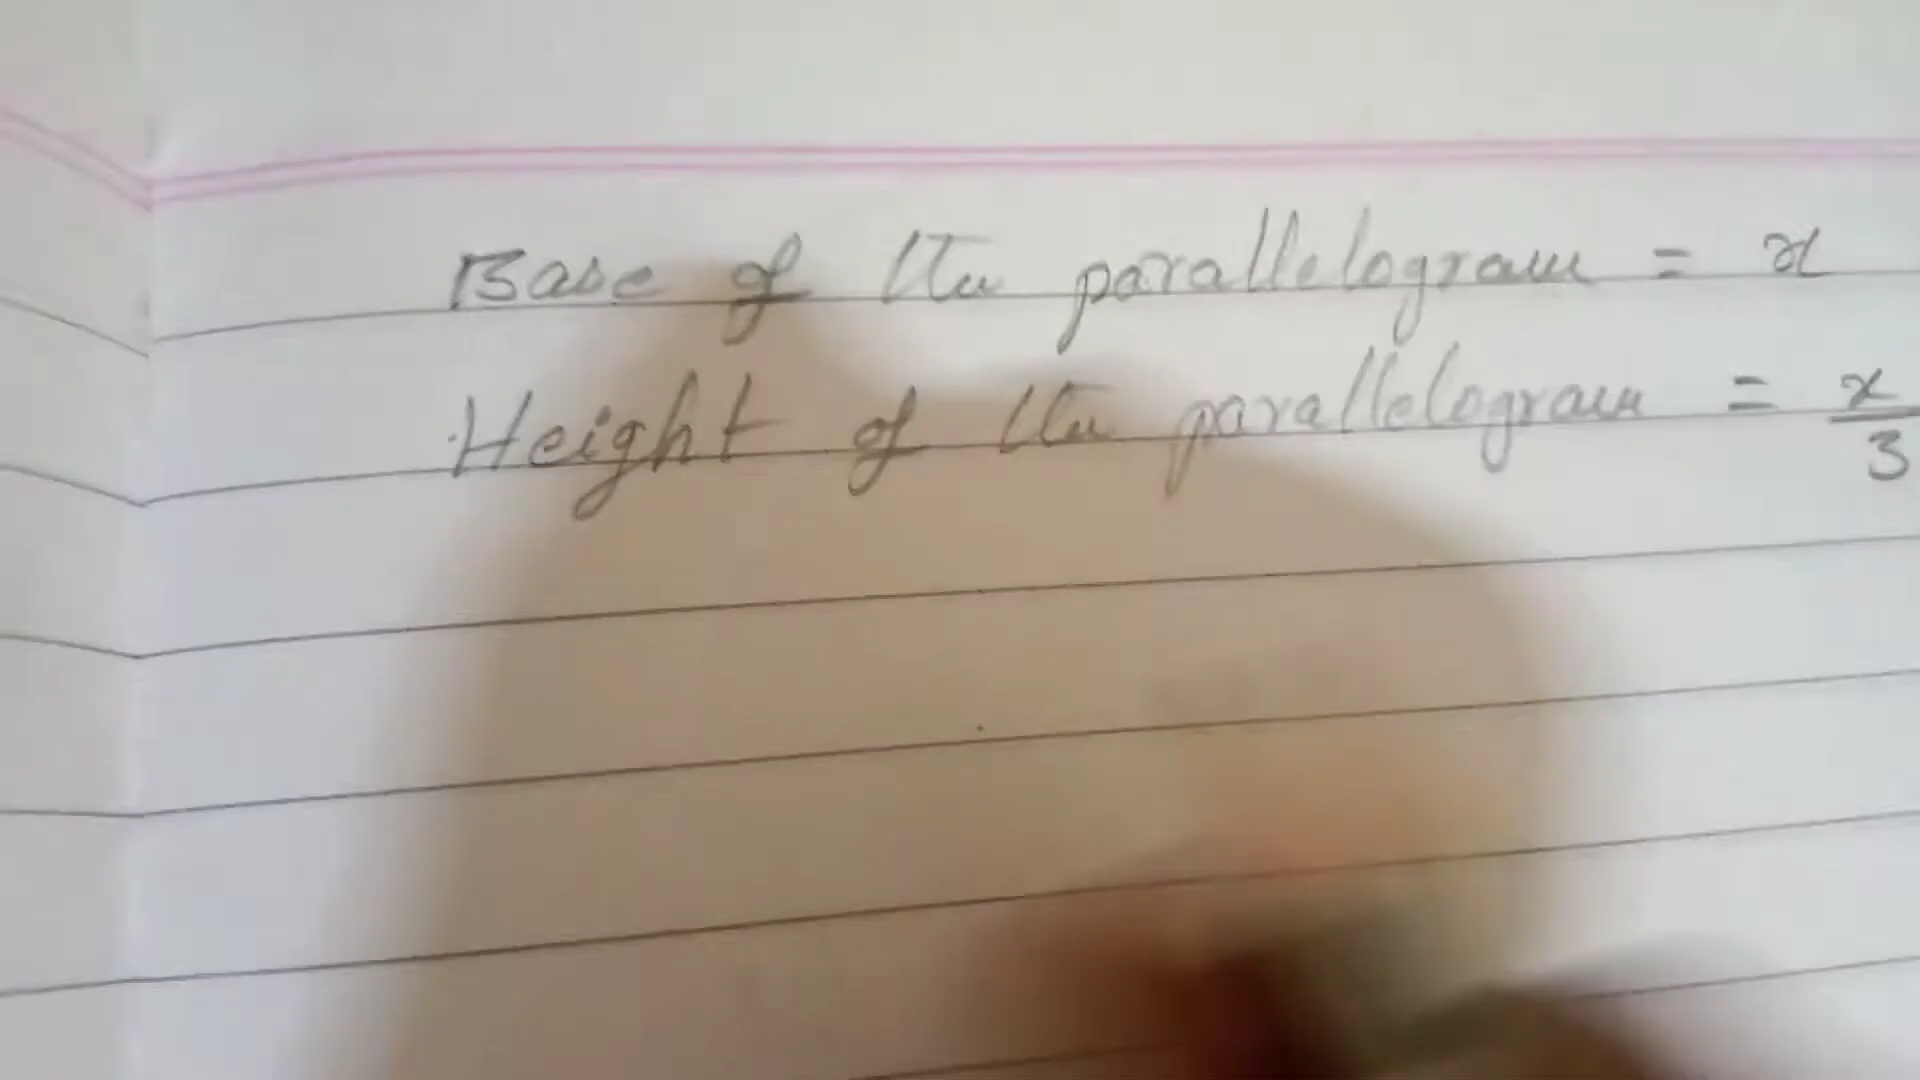 Base of the parallelogram = x
Height of the parallelogram = x/3